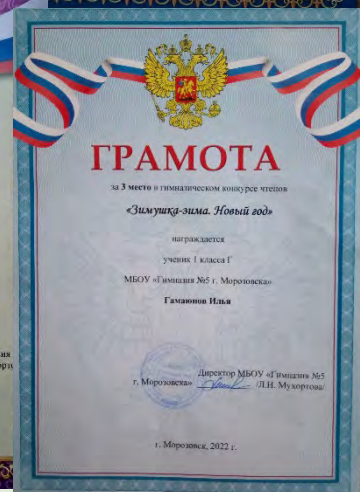 ГРАМОТА
за 3 место в гимназическом конкурсе чтецов
«Зимушка-зима. Новый год»
награждается
ученик 1 класса Г
МБОУ «Гимназия №5 г. Морозовска»
Гамаюнов Илья
Директор МБОУ «Гимназия №5
г. Морозовска» /Л.Н. Мухортова/
г. Морозовск, 2022 г.